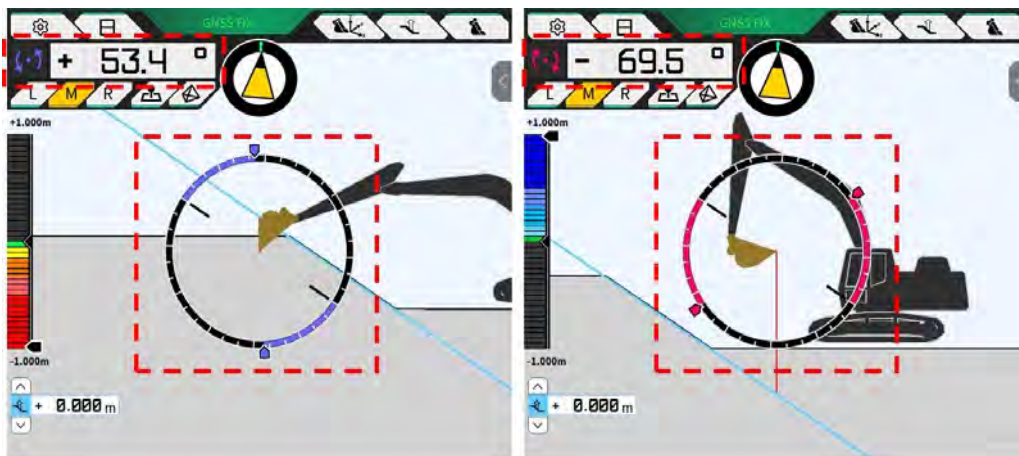 GNSS FIX
+ 53.4 °
L M R
+1.000m
-1.000m
+ 0.000 m
GNSS FIX
- 69.5 °
L M R
+1.000m
-1.000m
+ 0.000 m